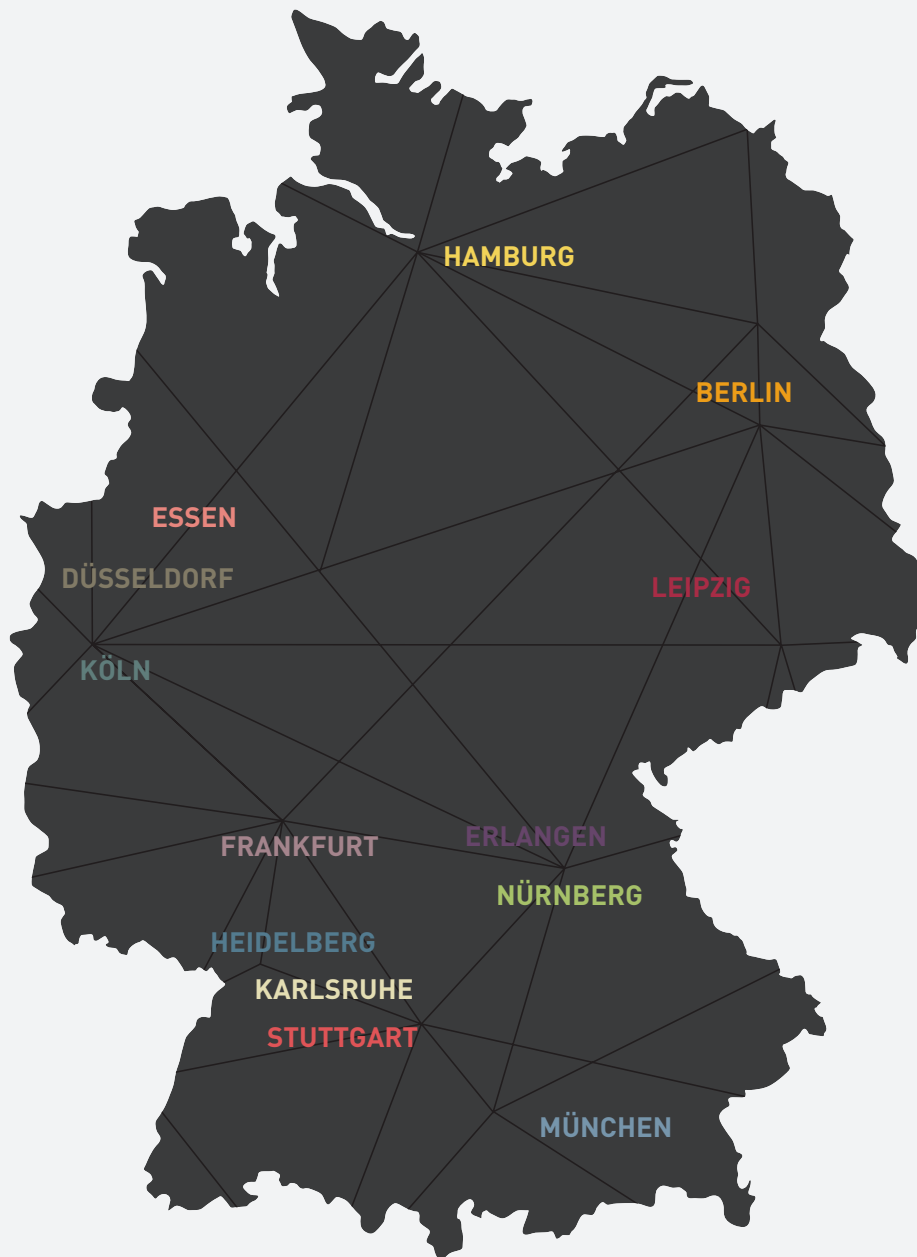 HAMBURG
BERLIN
ESSEN
DÜSSELDORF
LEIPZIG
KÖLN
ERLANGEN
FRANKFURT
NÜRNBERG
HEIDELBERG
KARLSRUHE
STUTTGART
MÜNCHEN